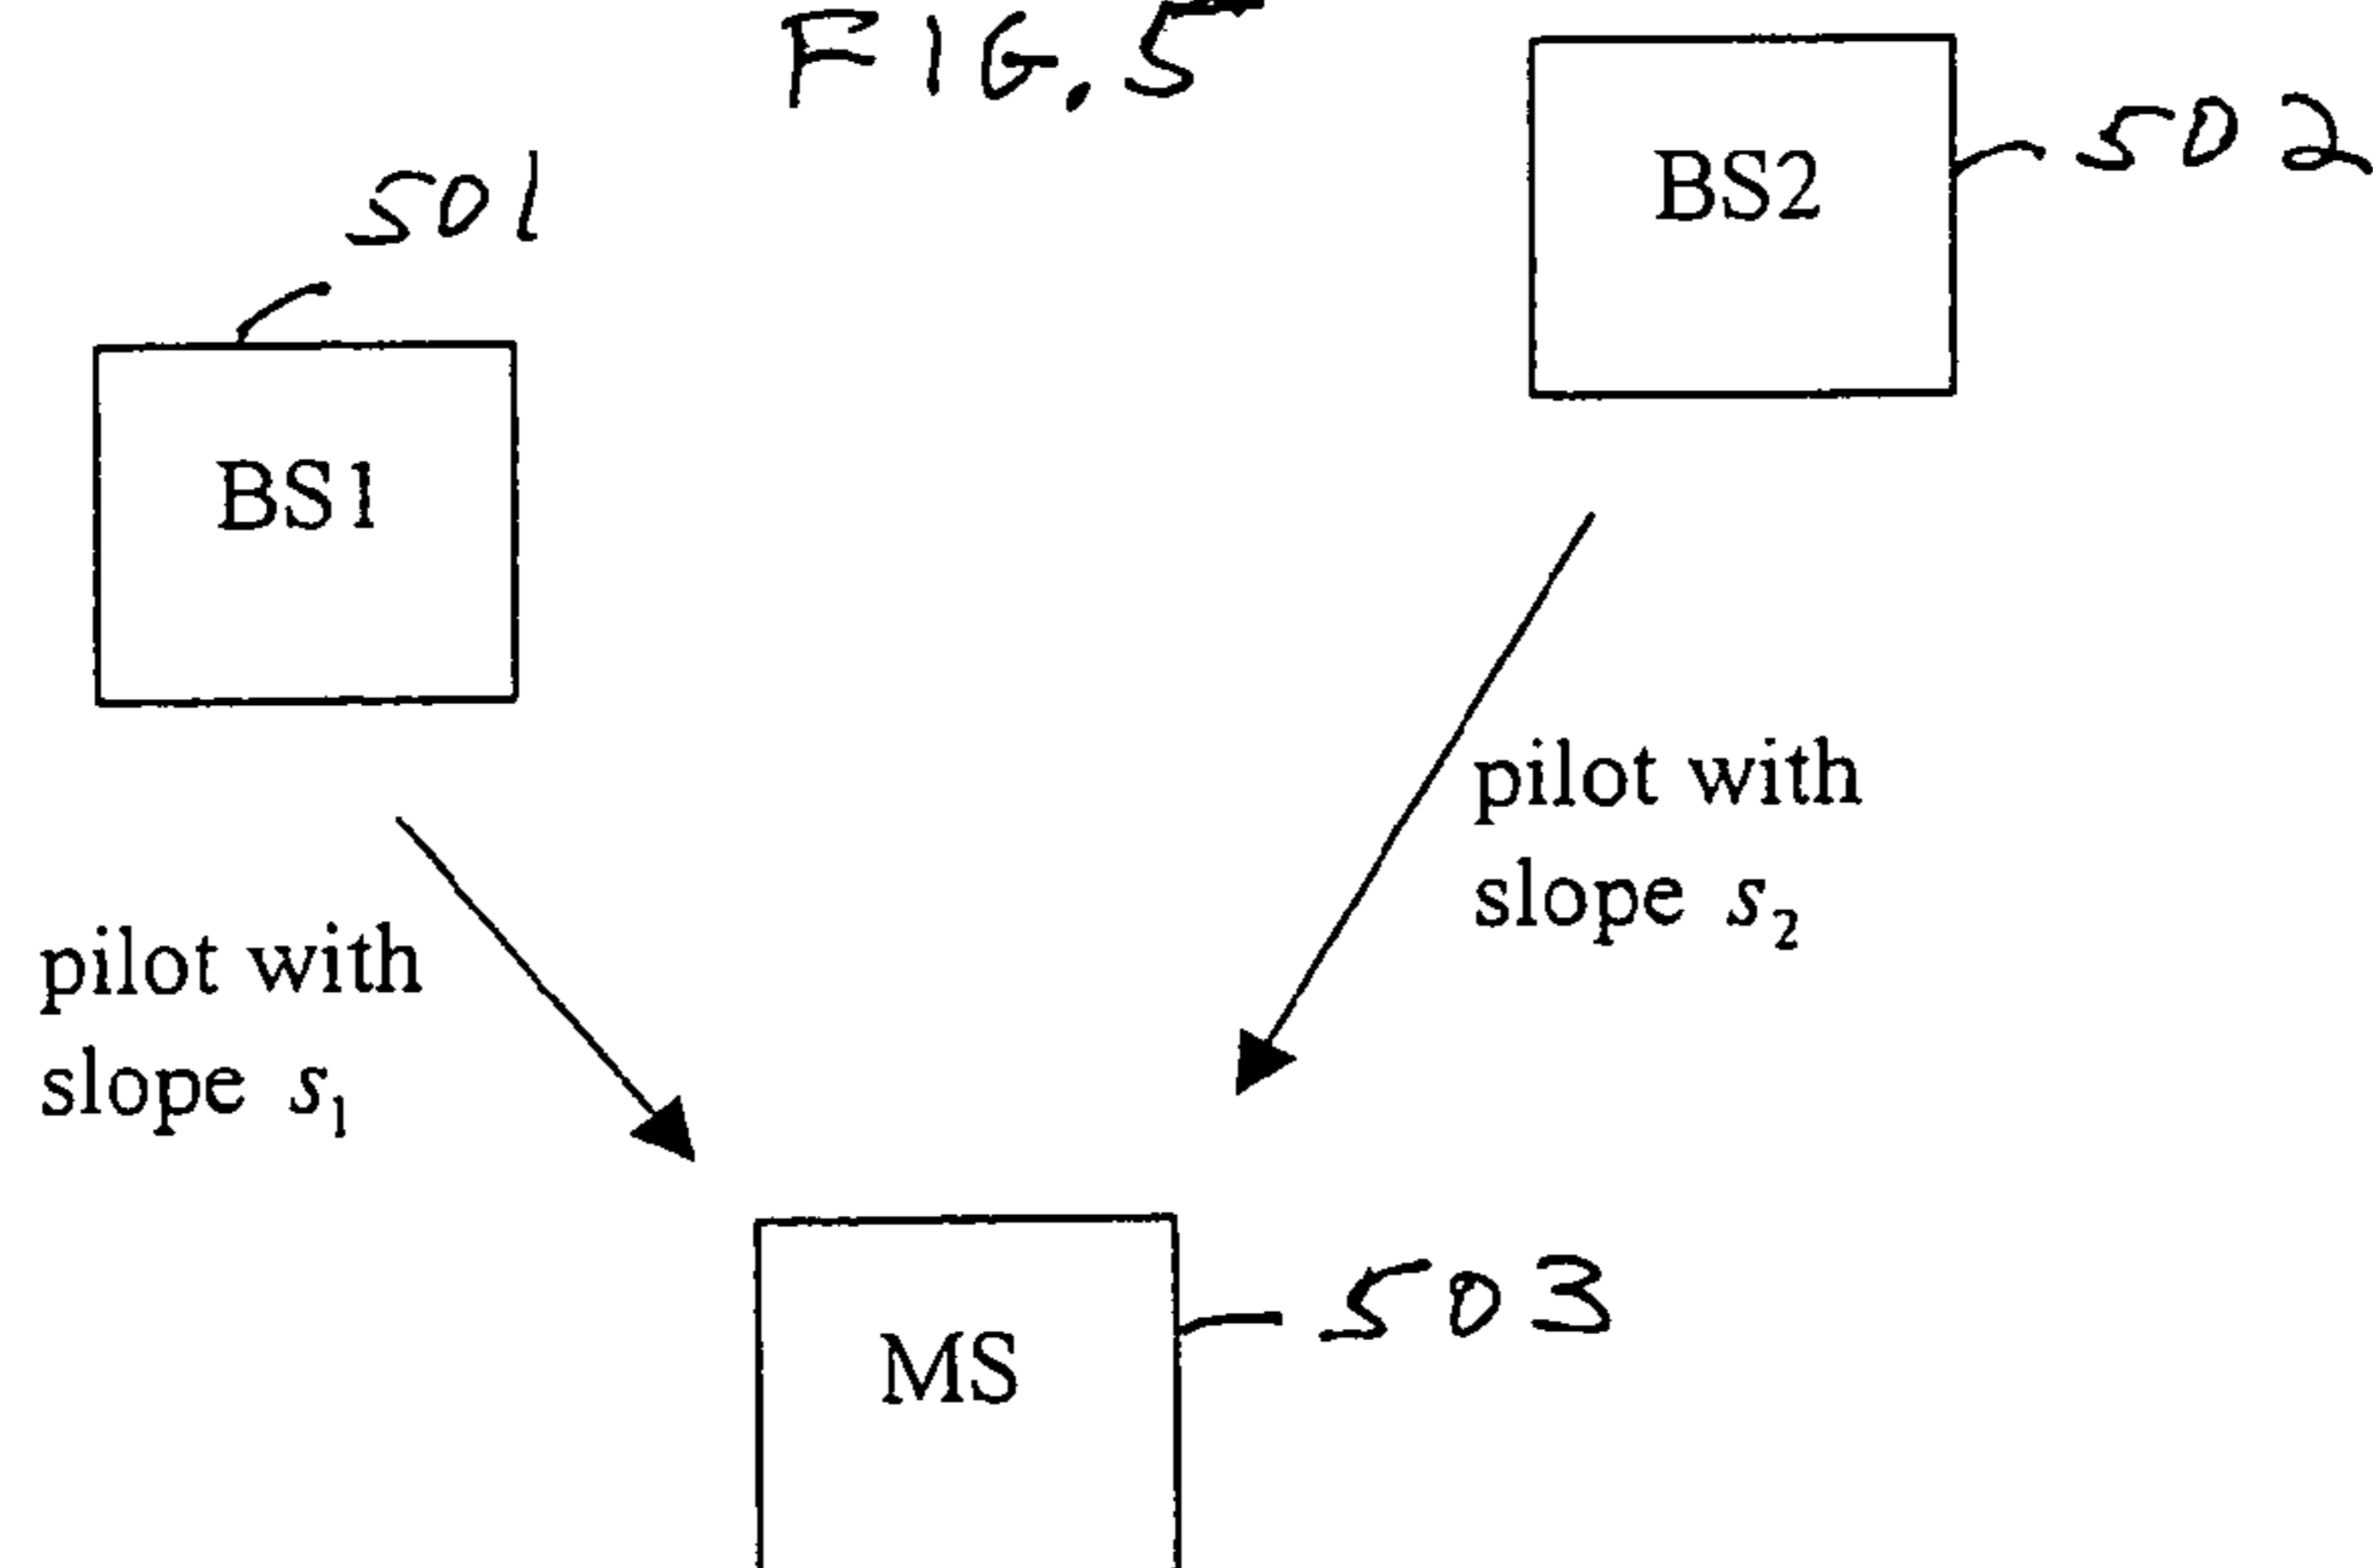 FIG. 5
501
502
BS2
BS1
pilot with
slope s₂
pilot with
slope s₁
503
MS